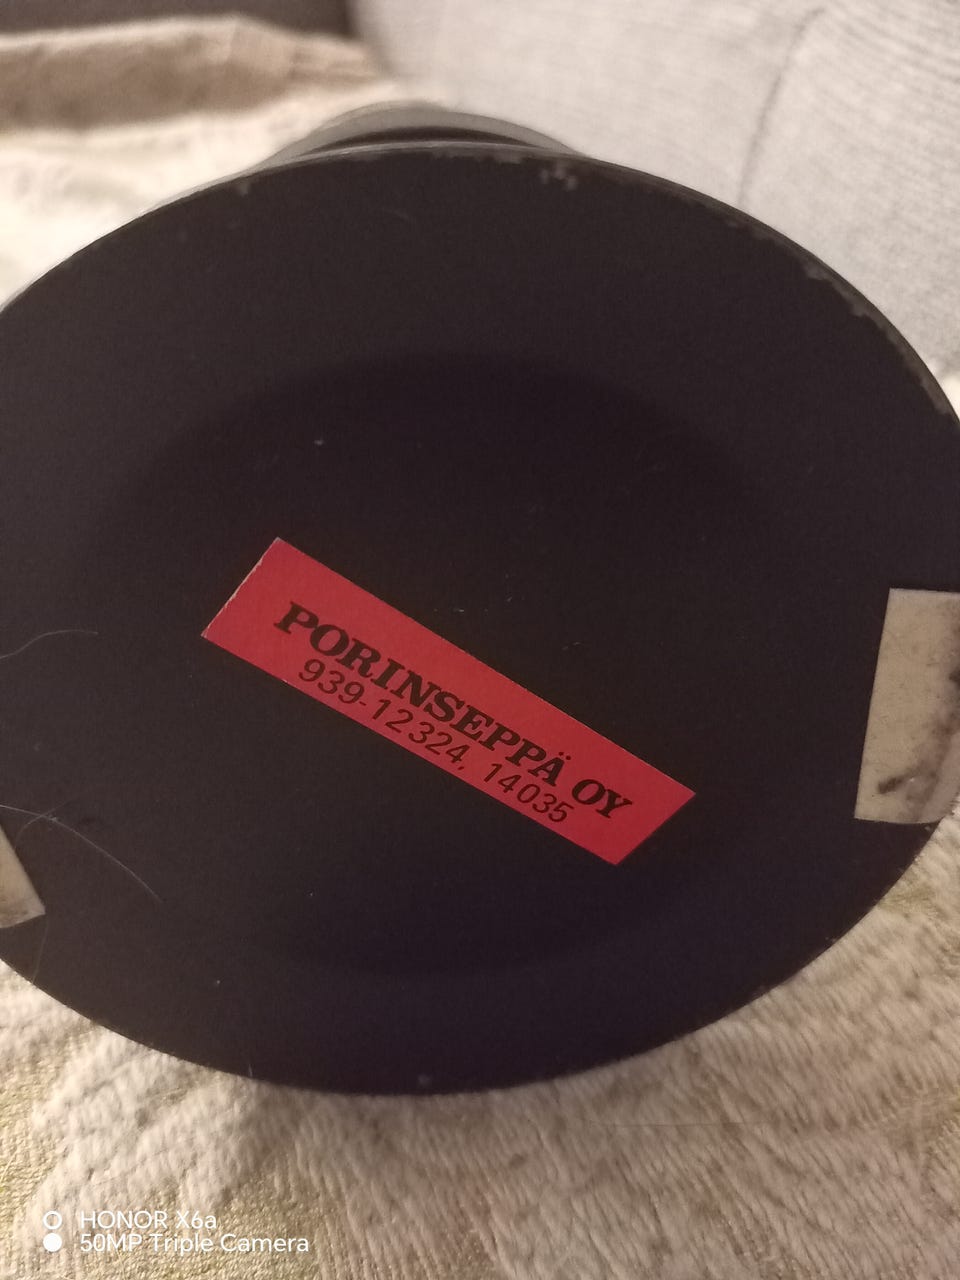 PORINSEPPÄ OY
939-12324, 14035
HONOR X6a
50MP Triple Camera